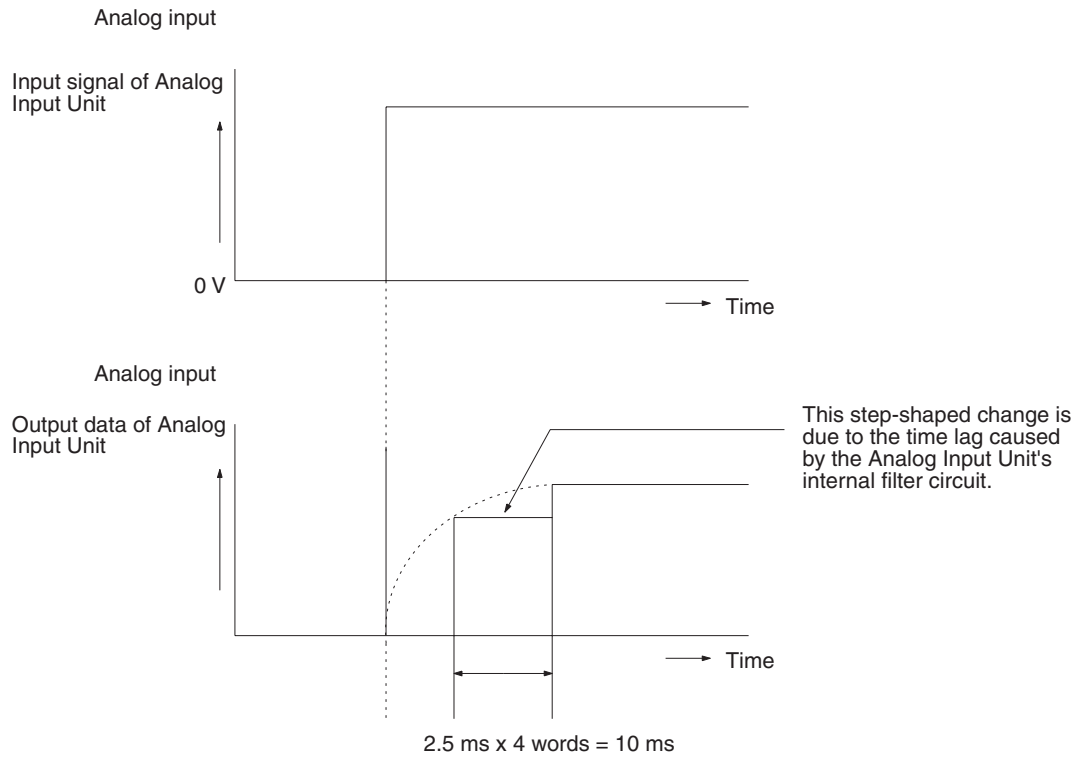 Analog input
Input signal of Analog
Input Unit
0 V
Time
Analog input
Output data of Analog
Input Unit
This step-shaped change is
due to the time lag caused
by the Analog Input Unit's
internal filter circuit.
Time
2.5 ms x 4 words = 10 ms